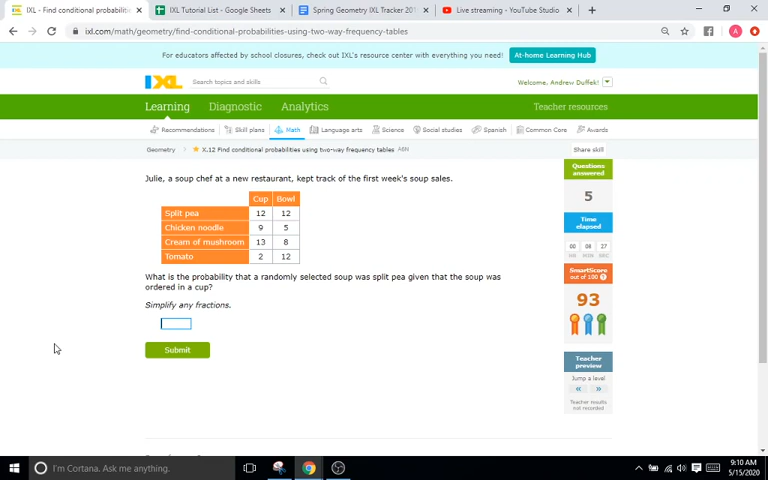 IXL - Find conditional probabiliti
IXL Tutorial List - Google Sheets
Spring Geometry IXL Tracker 201
Live streaming - YouTube Studio
ixl.com/math/geometry/find-conditional-probabilities-using-two-way-frequency-tables
For educators affected by school closures, check out IXL's resource center with everything you need!
At-home Learning Hub
IXL
Search topics and skills
Welcome, Andrew Duffek!
Learning
Diagnostic
Analytics
Teacher resources
Recommendations
Skill plans
Math
Language arts
Science
Social studies
Spanish
Common Core
Awards
Geometry
X.12 Find conditional probabilities using two-way frequency tables
A6N
Share skill
Julie, a soup chef at a new restaurant, kept track of the first week's soup sales.
Cup Bowl
Split pea 12 12
Chicken noodle 9 5
Cream of mushroom 13 8
Tomato 2 12
What is the probability that a randomly selected soup was split pea given that the soup was
ordered in a cup?
Simplify any fractions.
Submit
Questions
answered
5
Time
elapsed
00 08 27
HR MIN SEC
SmartScore
out of 100
93
Teacher
preview
Jump a level
Teacher results
not recorded
I'm Cortana. Ask me anything.
9:10 AM
5/15/2020